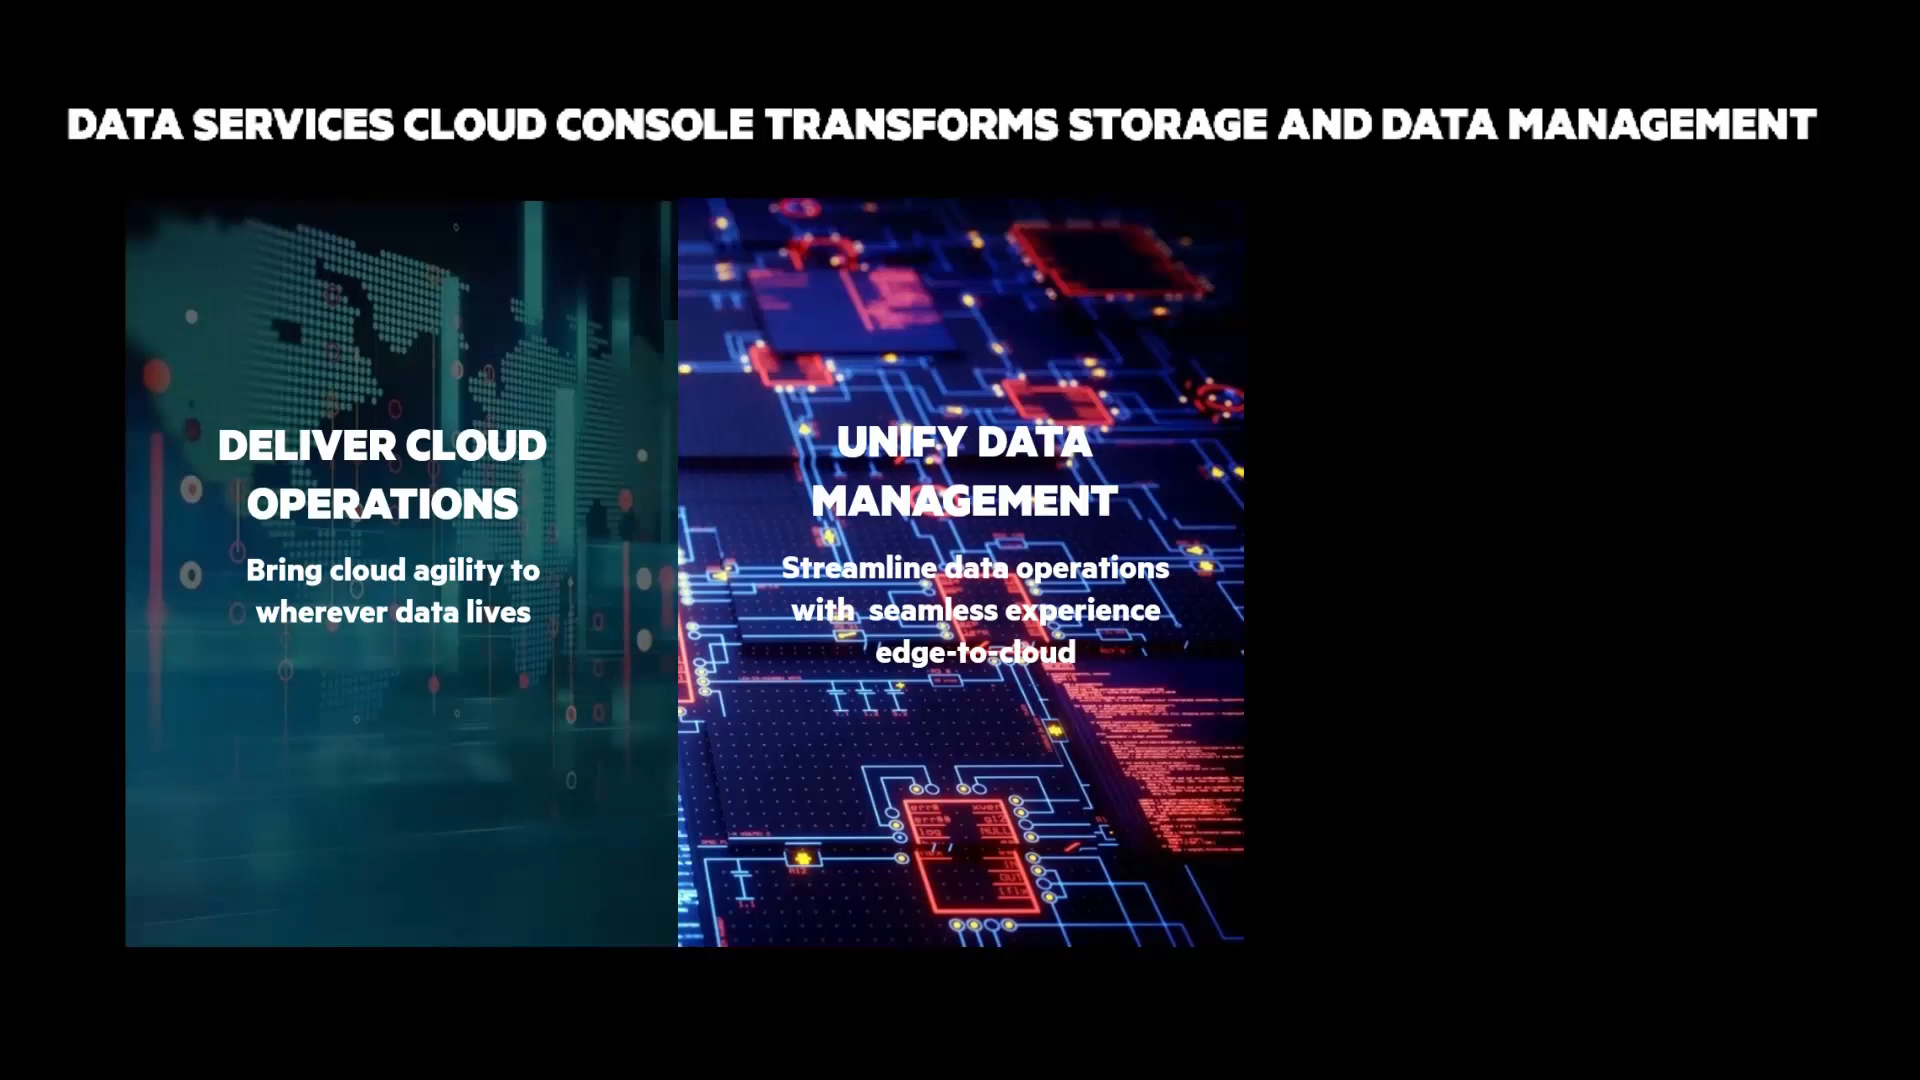 DATA SERVICES CLOUD CONSOLE TRANSFORMS STORAGE AND DATA MANAGEMENT
DELIVER CLOUD
OPERATIONS
Bring cloud agility to
wherever data lives
UNIFY DATA
MANAGEMENT
Streamline data operations
with seamless experience
edge-to-cloud